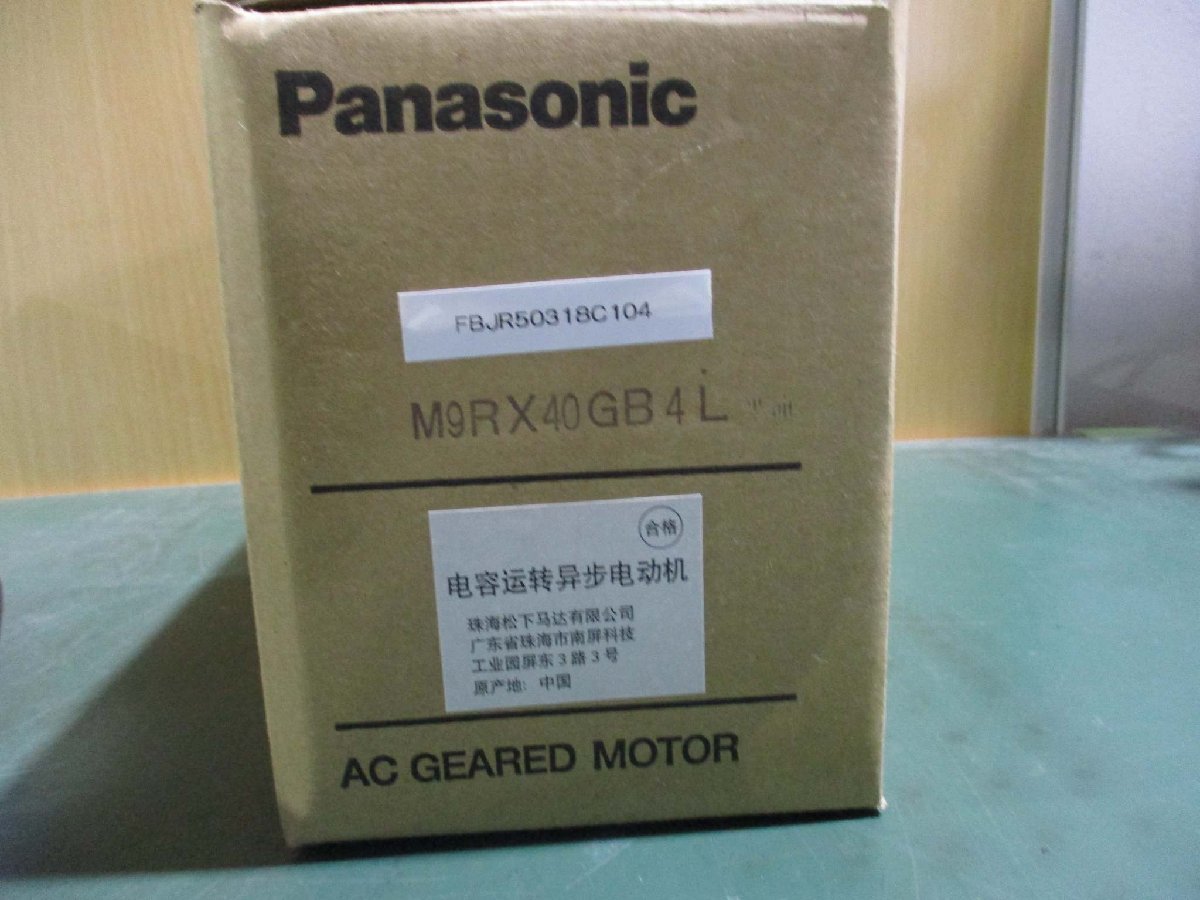 Panasonic
FBJR50318C104
M9RX40GB4L
合格
电容运转异步电动机
珠海松下马达有限公司
广东省珠海市南屏科技
工业园屏东3路3号
原产地: 中国
AC GEARED MOTOR